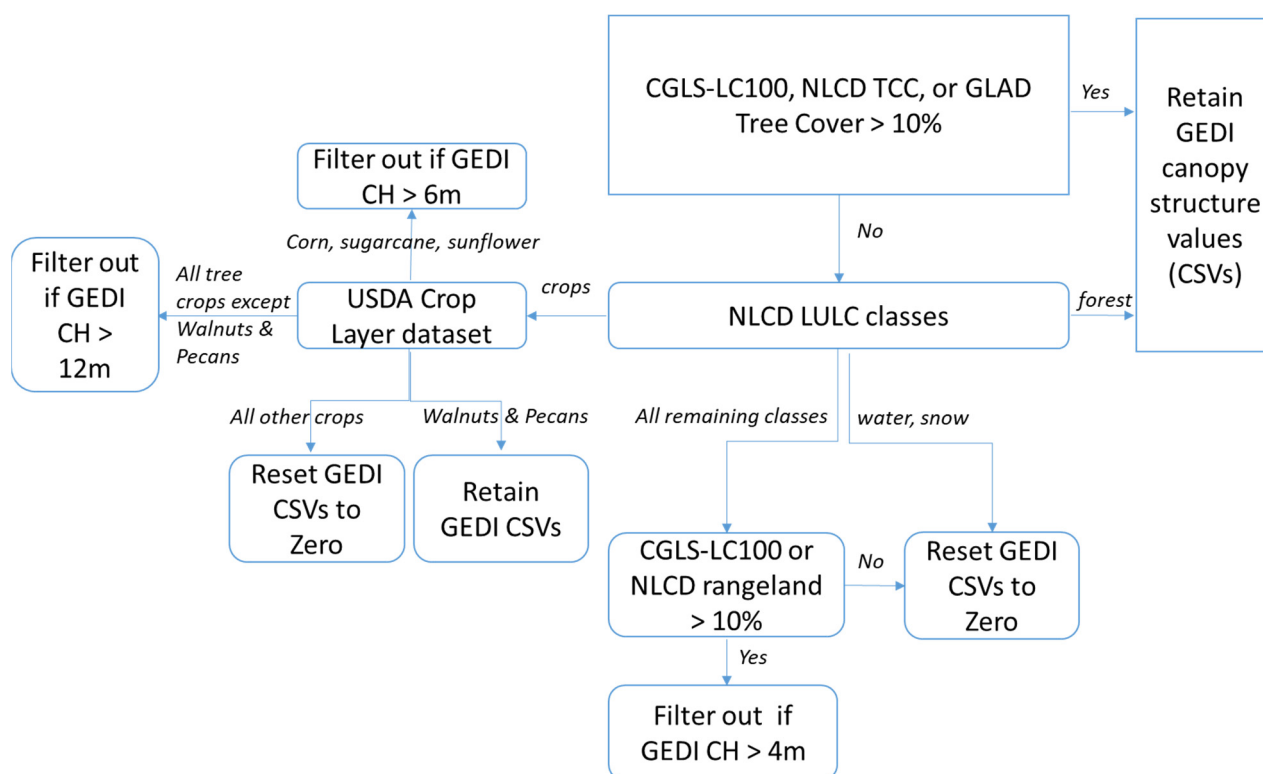 CGLS-LC100, NLCD TCC, or GLAD
Tree Cover > 10%
Yes
Retain
GEDI
canopy
structure
values
(CSVs)
No
Filter out if GEDI
CH > 6m
Corn, sugarcane, sunflower
Filter out
if GEDI
CH >
12m
All tree
crops except
Walnuts &
Pecans
USDA Crop
Layer dataset
crops
NLCD LULC classes
forest
All other crops
Walnuts & Pecans
All remaining classes
water, snow
Reset GEDI
CSVs to
Zero
Retain
GEDI CSVs
CGLS-LC100 or
NLCD rangeland
> 10%
No
Reset GEDI
CSVs to
Zero
Yes
Filter out if
GEDI CH > 4m